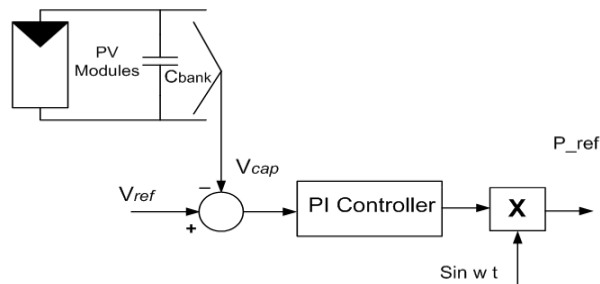 PV
Modules
Cbank
P_ref
Vcap
Vref
−
+
PI Controller
X
Sin w t